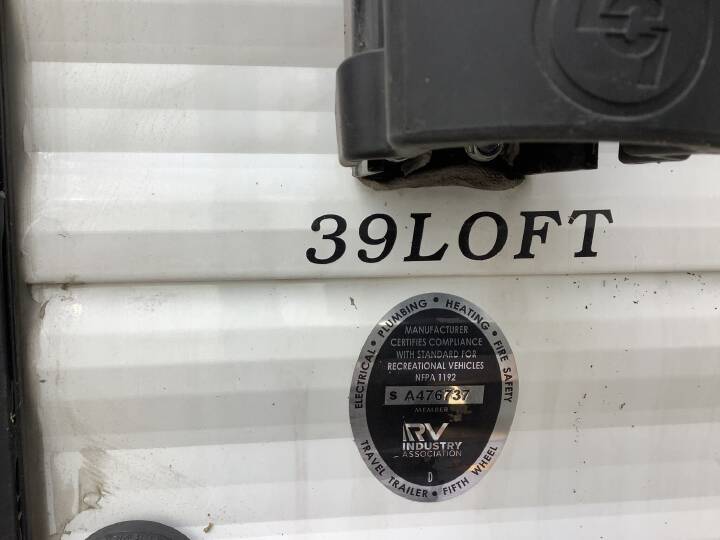 39LOFT
ELECTRICAL • PLUMBING • HEATING • FIRE SAFETY
MANUFACTURER
CERTIFIES COMPLIANCE
WITH STANDARD FOR
RECREATIONAL VEHICLES
NFPA 1192
S A476737
MEMBER
RV
INDUSTRY
ASSOCIATION
D
TRAVEL TRAILER • FIFTH WHEEL